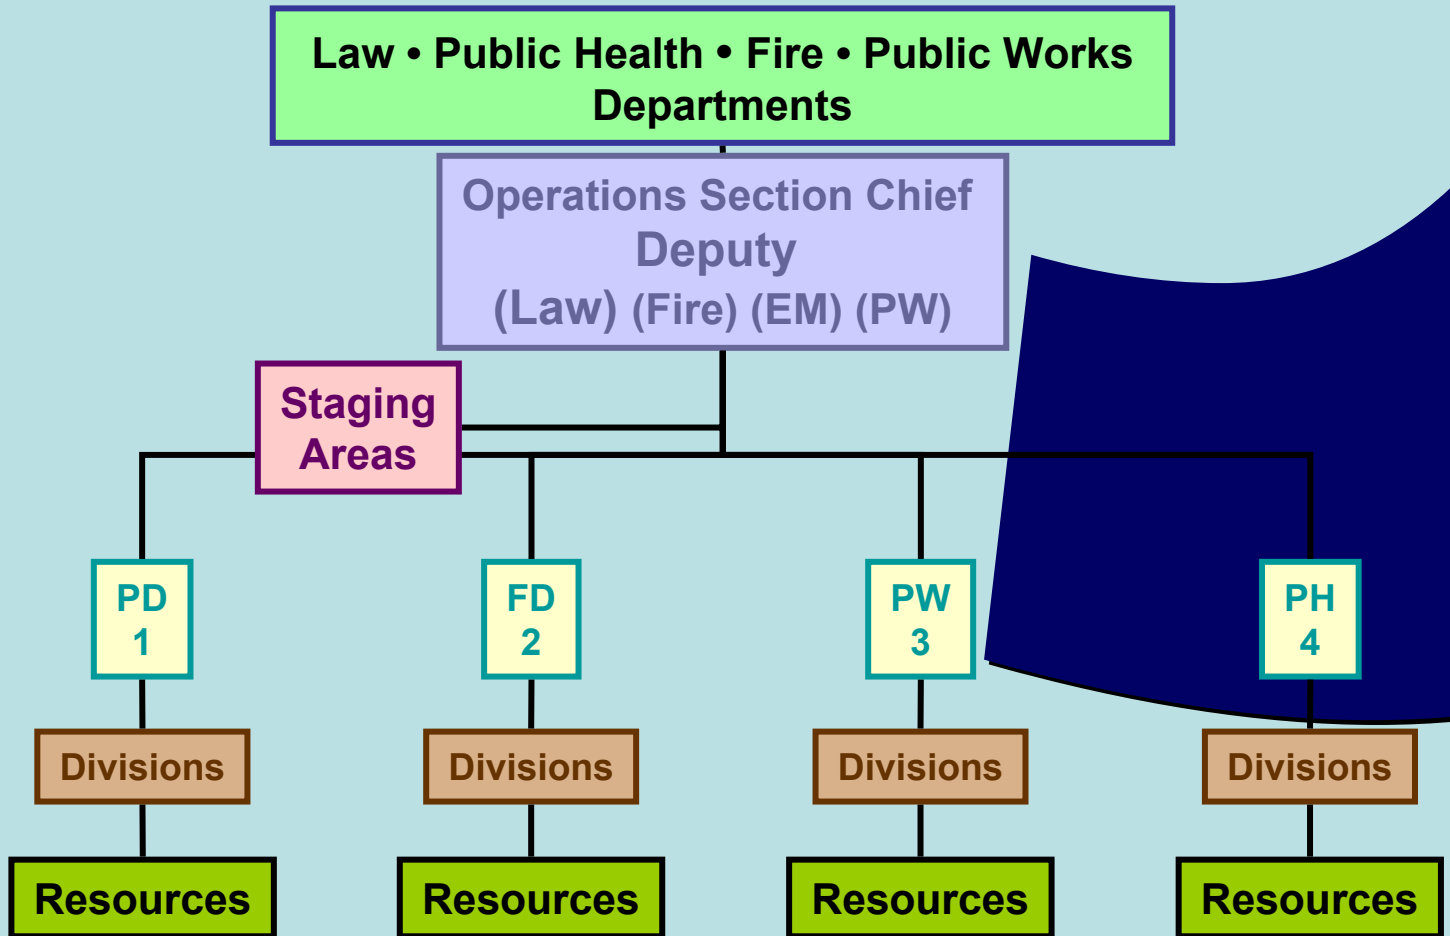 Law • Public Health • Fire • Public Works
Departments
Operations Section Chief
Deputy
(Law) (Fire) (EM) (PW)
Staging
Areas
PD
1
FD
2
PW
3
PH
4
Divisions
Divisions
Divisions
Divisions
Resources
Resources
Resources
Resources